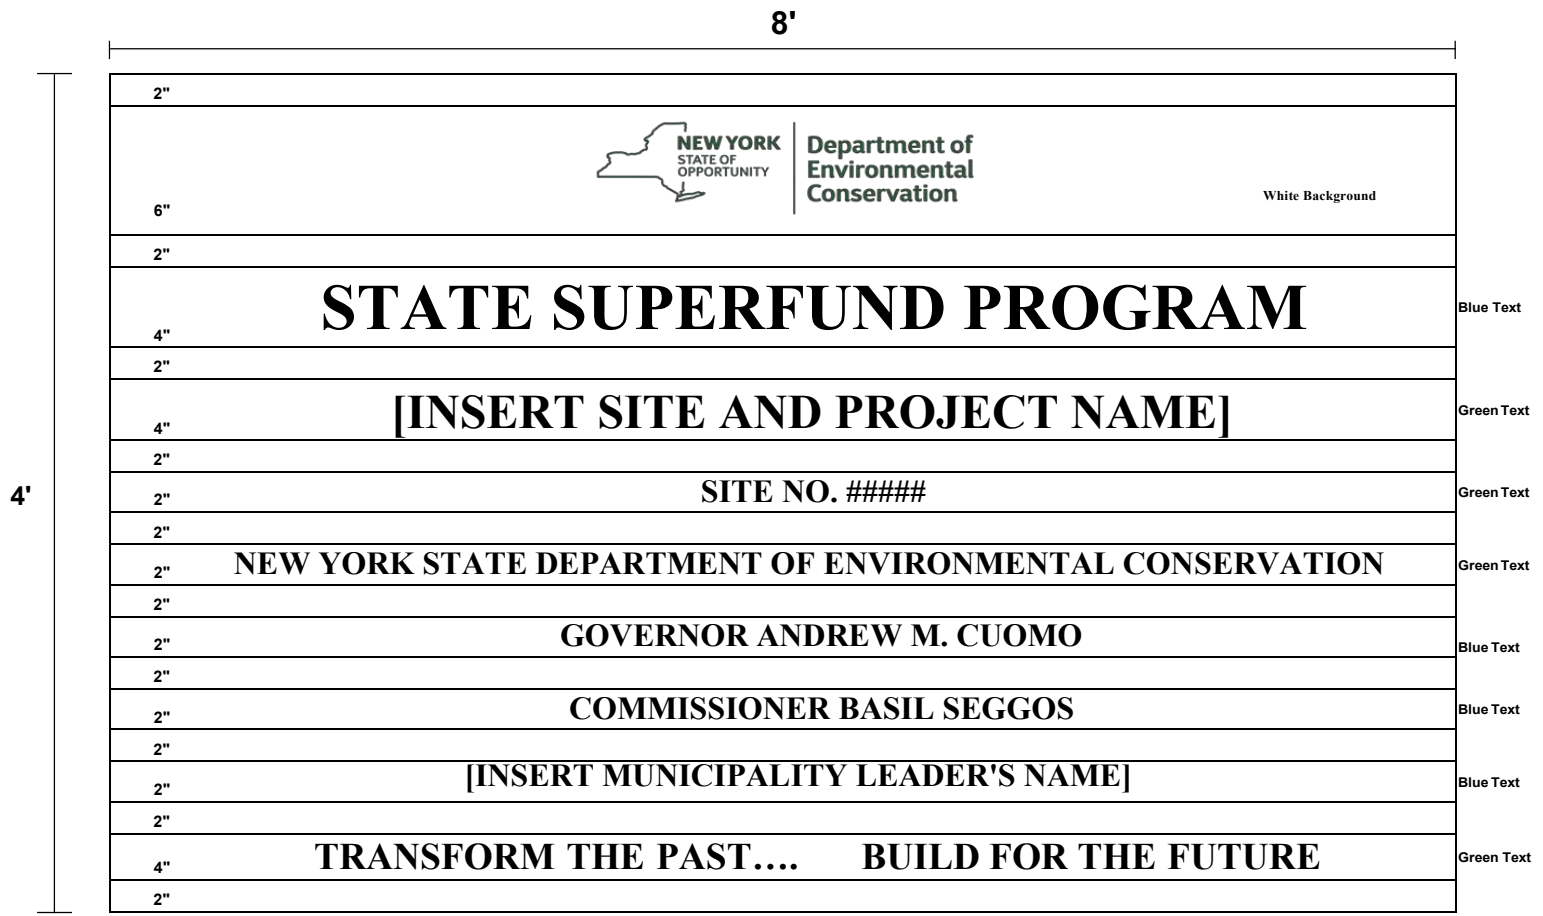 8'
2"
NEW YORK
STATE OF
OPPORTUNITY
Department of
Environmental
Conservation
White Background
6"
2"
STATE SUPERFUND PROGRAM
Blue Text
4"
2"
[INSERT SITE AND PROJECT NAME]
Green Text
4"
2"
4'
SITE NO. #####
Green Text
2"
2"
NEW YORK STATE DEPARTMENT OF ENVIRONMENTAL CONSERVATION
Green Text
2"
2"
GOVERNOR ANDREW M. CUOMO
Blue Text
2"
2"
COMMISSIONER BASIL SEGGOS
Blue Text
2"
2"
[INSERT MUNICIPALITY LEADER'S NAME]
Blue Text
2"
2"
TRANSFORM THE PAST…. BUILD FOR THE FUTURE
Green Text
4"
2"